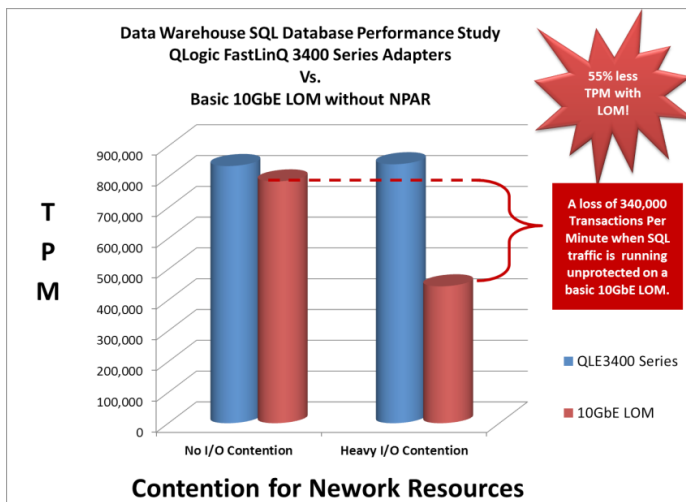 Data Warehouse SQL Database Performance Study
QLogic FastLinQ 3400 Series Adapters
Vs.
Basic 10GbE LOM without NPAR
55% less
TPM with
LOM!
T
P
M
900,000
800,000
700,000
600,000
500,000
400,000
300,000
200,000
100,000
0
A loss of 340,000
Transactions Per
Minute when SQL
traffic is running
unprotected on a
basic 10GbE LOM.
QLE3400 Series
10GbE LOM
No I/O Contention
Heavy I/O Contention
Contention for Nework Resources